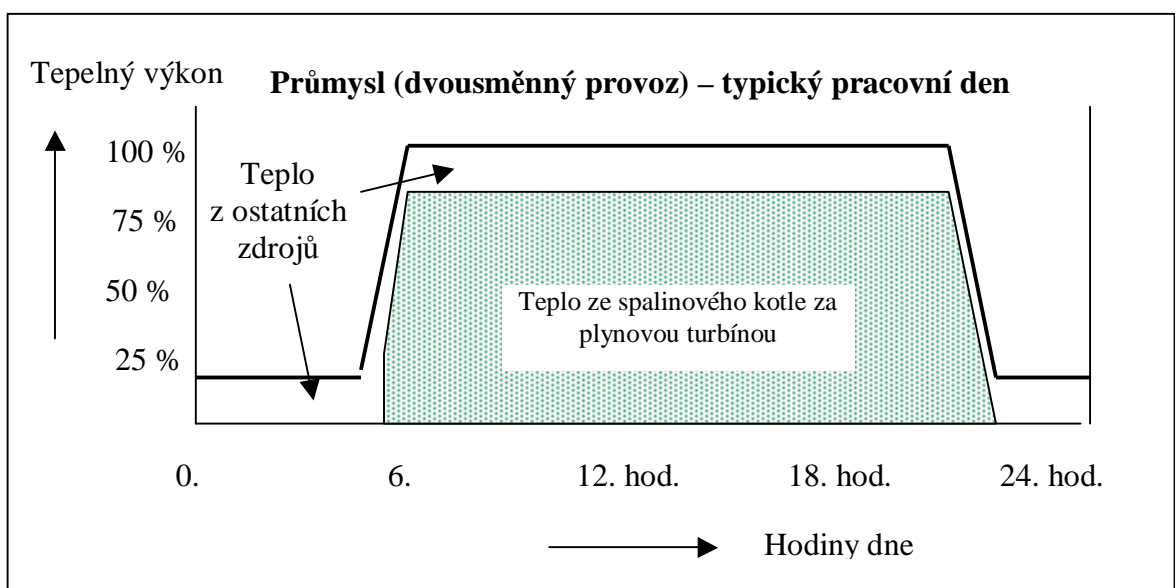 Tepelný výkon
Průmysl (dvousměnný provoz) – typický pracovní den
100 %
75 %
50 %
25 %
Teplo
z ostatních
zdrojů
Teplo ze spalinového kotle za
plynovou turbínou
0.
6.
12. hod.
18. hod.
24. hod.
Hodiny dne